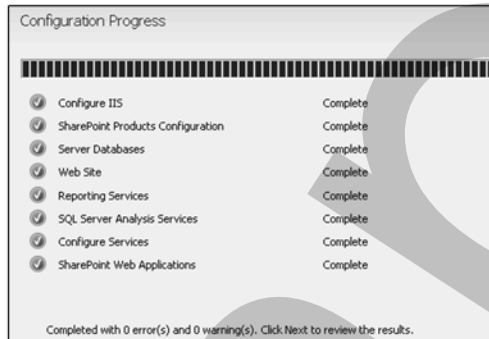 Configuration Progress
Configure IIS Complete
SharePoint Products Configuration Complete
Server Databases Complete
Web Site Complete
Reporting Services Complete
SQL Server Analysis Services Complete
Configure Services Complete
SharePoint Web Applications Complete
Completed with 0 error(s) and 0 warning(s). Click Next to review the results.